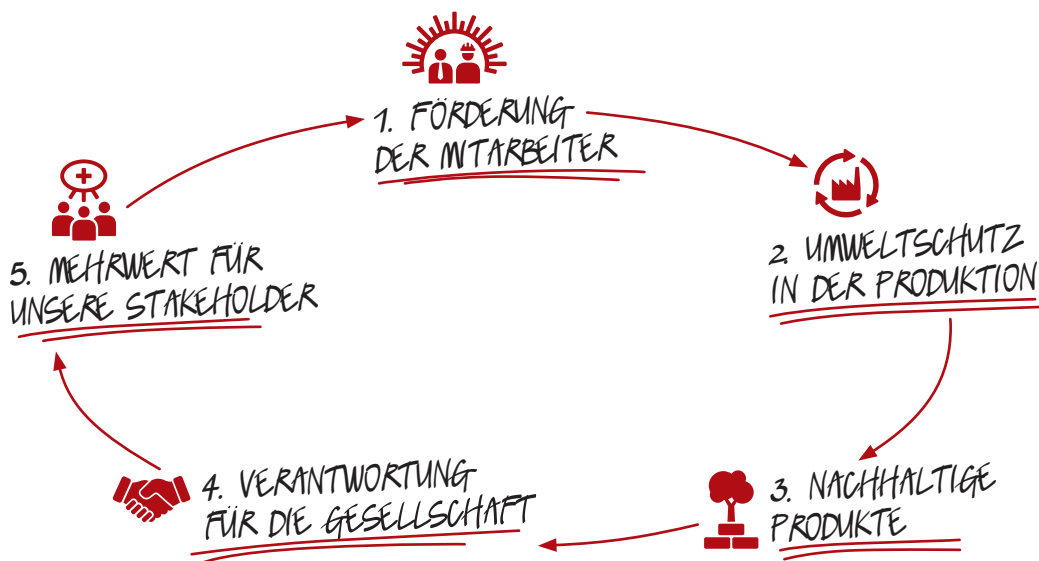 1. FÖRDERUNG
DER MITARBEITER
2. UMWELTSCHUTZ
IN DER PRODUKTION
3. NACHHALTIGE
PRODUKTE
4. VERANTWORTUNG
FÜR DIE GESELLSCHAFT
5. MEHRWERT FÜR
UNSERE STAKEHOLDER